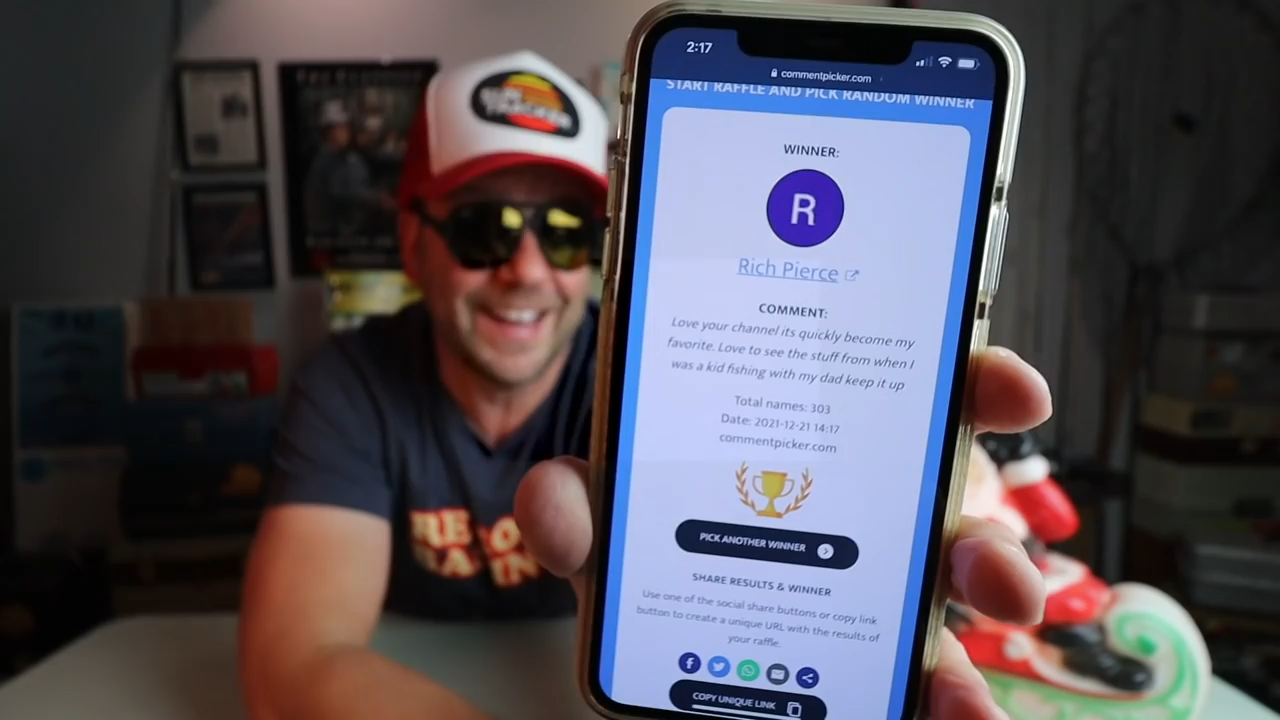 2:17
commentpicker.com
START RAFFLE AND PICK RANDOM WINNER
WINNER:
R
Rich Pierce
COMMENT:
Love your channel its quickly become my
favorite. Love to see the stuff from when I
was a kid fishing with my dad keep it up
Total names: 303
Date: 2021-12-21 14:17
commentpicker.com
PICK ANOTHER WINNER
SHARE RESULTS & WINNER
Use one of the social share buttons or copy link
button to create a unique URL with the results of
your raffle.
COPY UNIQUE LINK